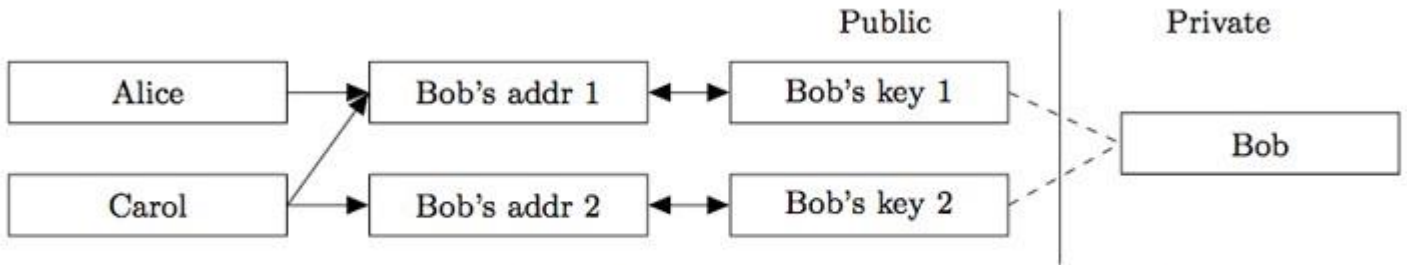 Public
Private
Alice
Bob's addr 1
Bob's key 1
Bob
Carol
Bob's addr 2
Bob's key 2